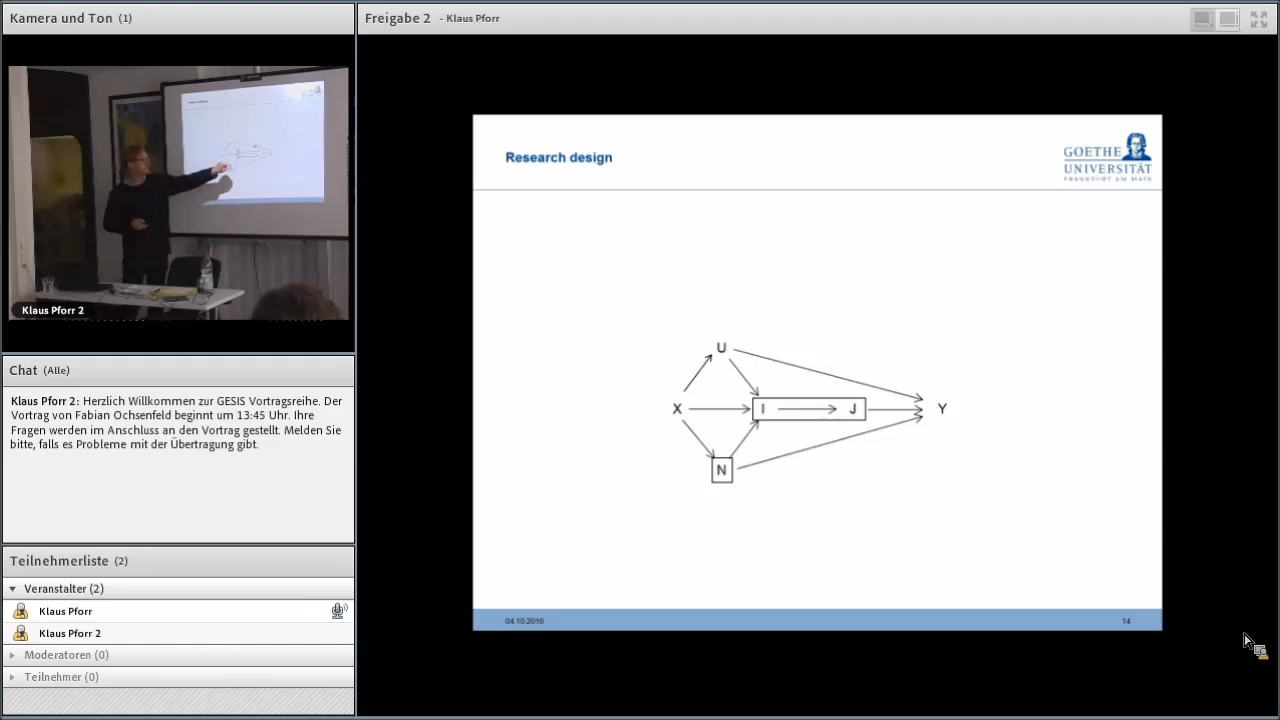 Kamera und Ton (1)
Klaus Pforr 2
Chat (Alle)
Klaus Pforr 2: Herzlich Willkommen zur GESIS Vortragsreihe. Der
Vortrag von Fabian Ochsenfeld beginnt um 13:45 Uhr. Ihre
Fragen werden im Anschluss an den Vortrag gestellt. Melden Sie
bitte, falls es Probleme mit der Übertragung gibt.
Teilnehmerliste (2)
Veranstalter (2)
Klaus Pforr
Klaus Pforr 2
Moderatoren (0)
Teilnehmer (0)
Freigabe 2 - Klaus Pforr
Research design
GOETHE
UNIVERSITÄT
FRANKFURT AM MAIN
U
X I J Y
N
04.10.2016 14